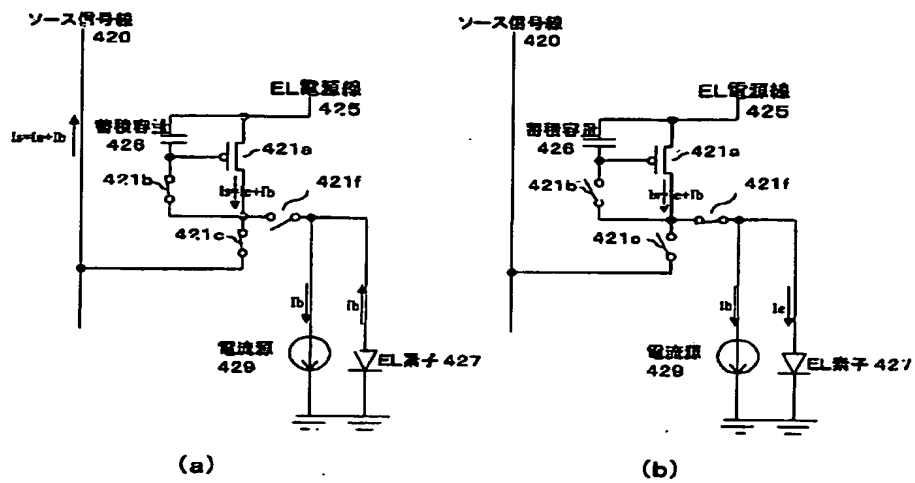 ソース信号線
420
EL電源線
425
蓄積容量
426
421a
Is=Ie+Ib
421b
Is=Ie+Ib
421f
421c
Ib
Ib
電流源
429
EL素子 427
(a)
ソース信号線
420
EL電源線
425
蓄積容量
426
421a
421b
421f
421c
Ib
Ie
電流源
429
EL素子 427
(b)